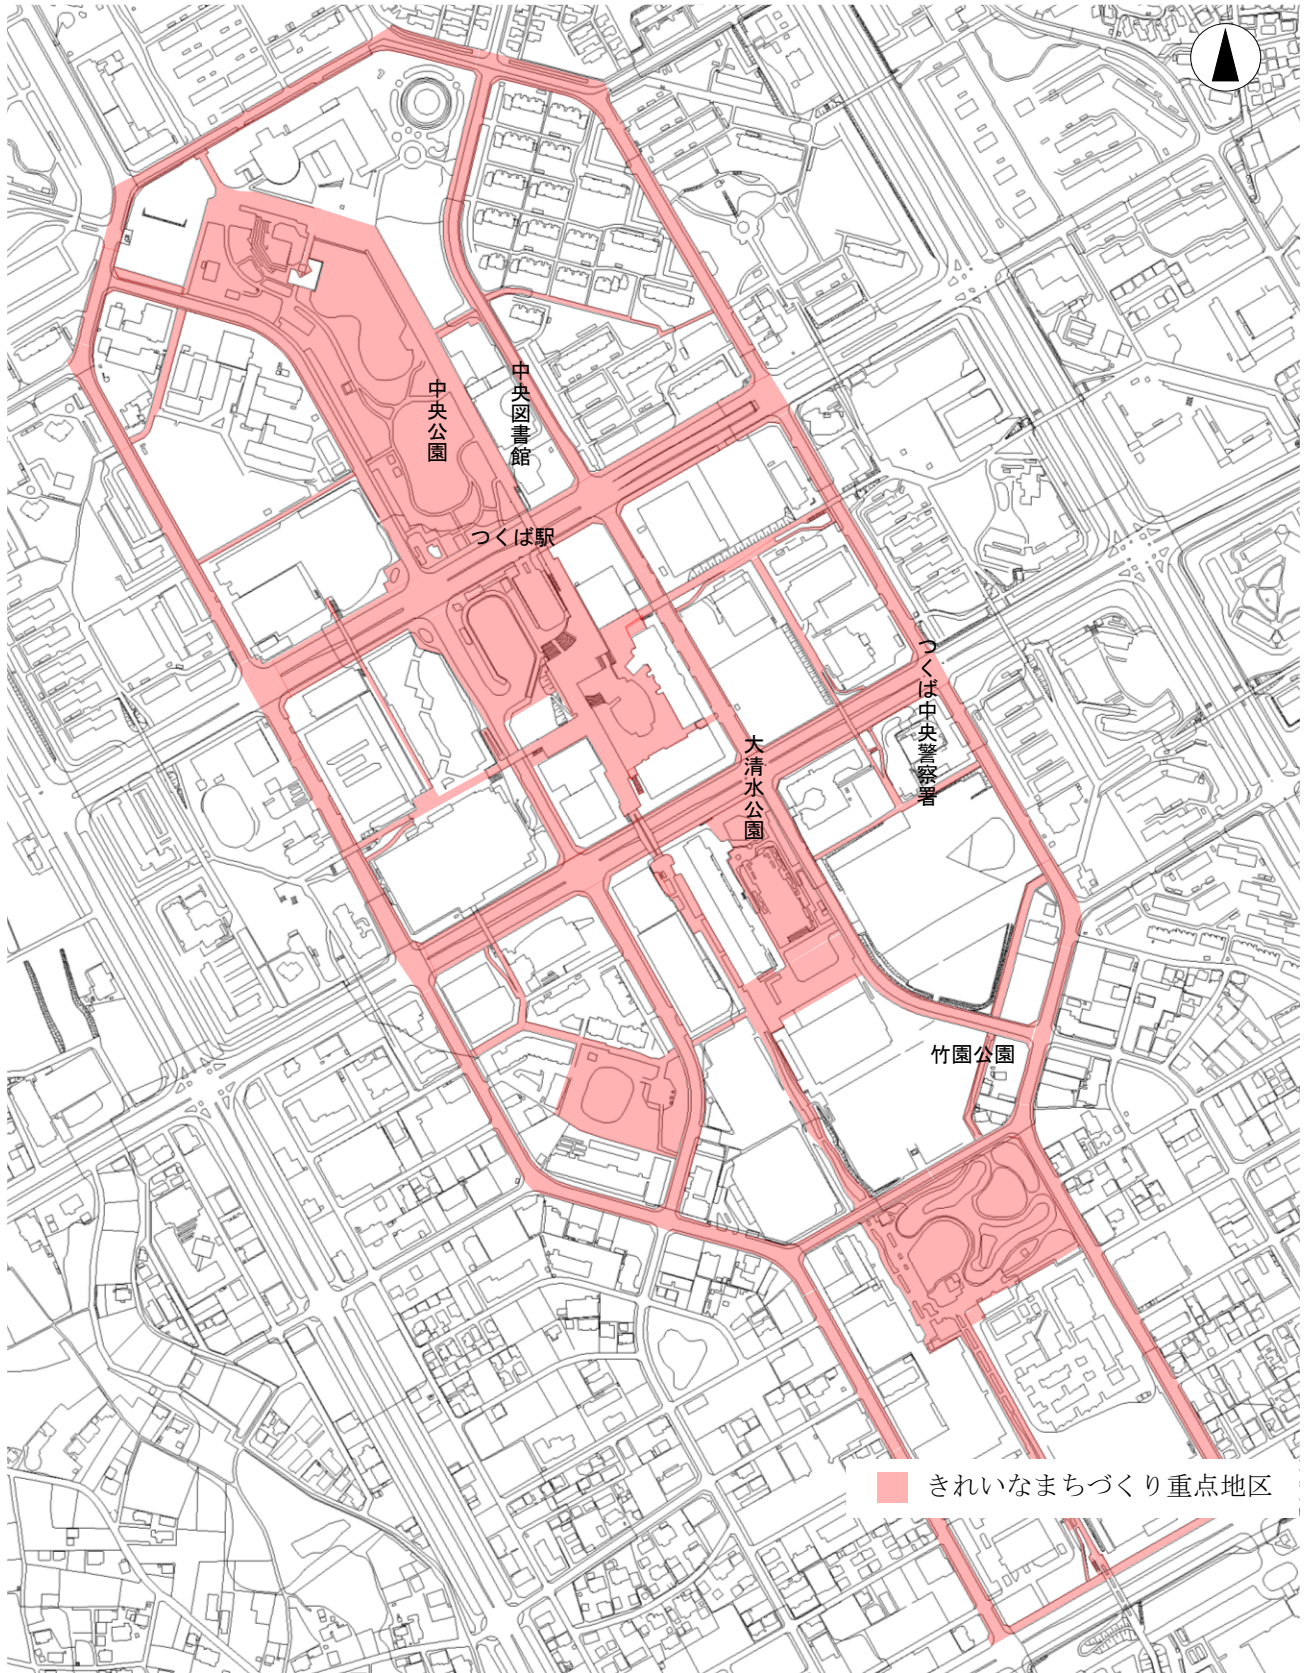 中央公園
中央図書館
つくば駅
つくば中央警察署
大清水公園
竹園公園
きれいなまちづくり重点地区